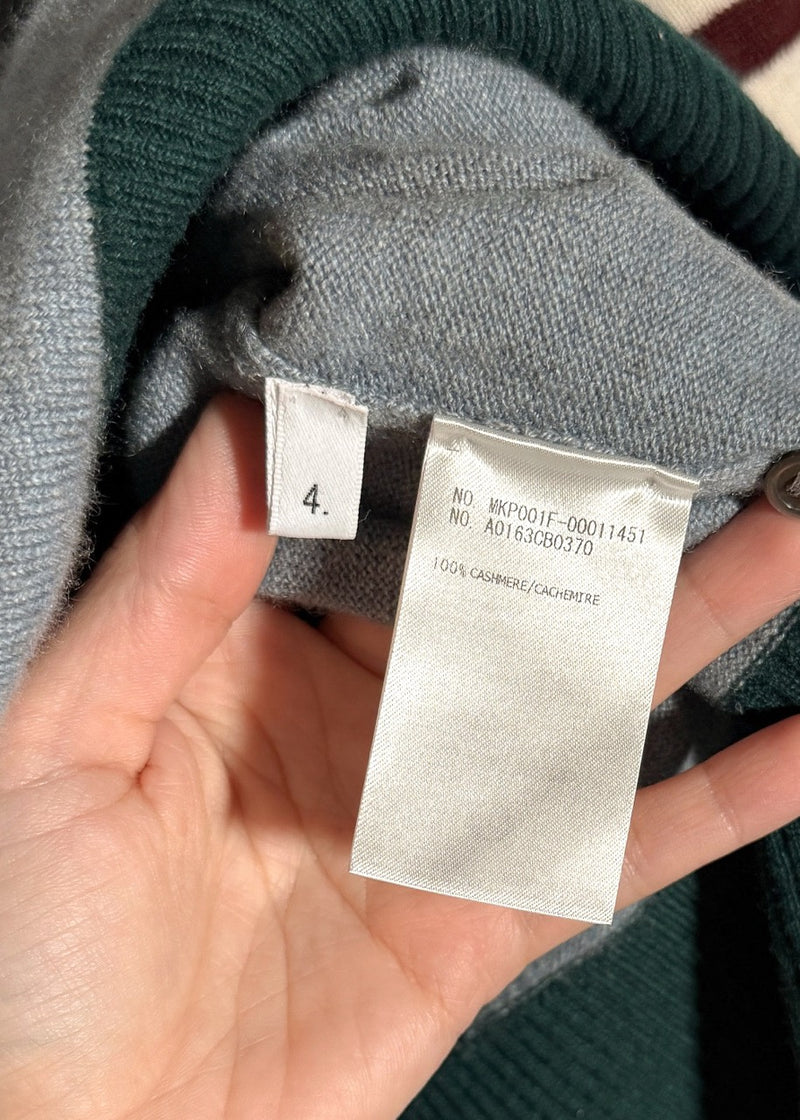 4.
NO. MKP001F-00011451
NO. A0163CB0370
100% CASHMERE/CACHEMIRE